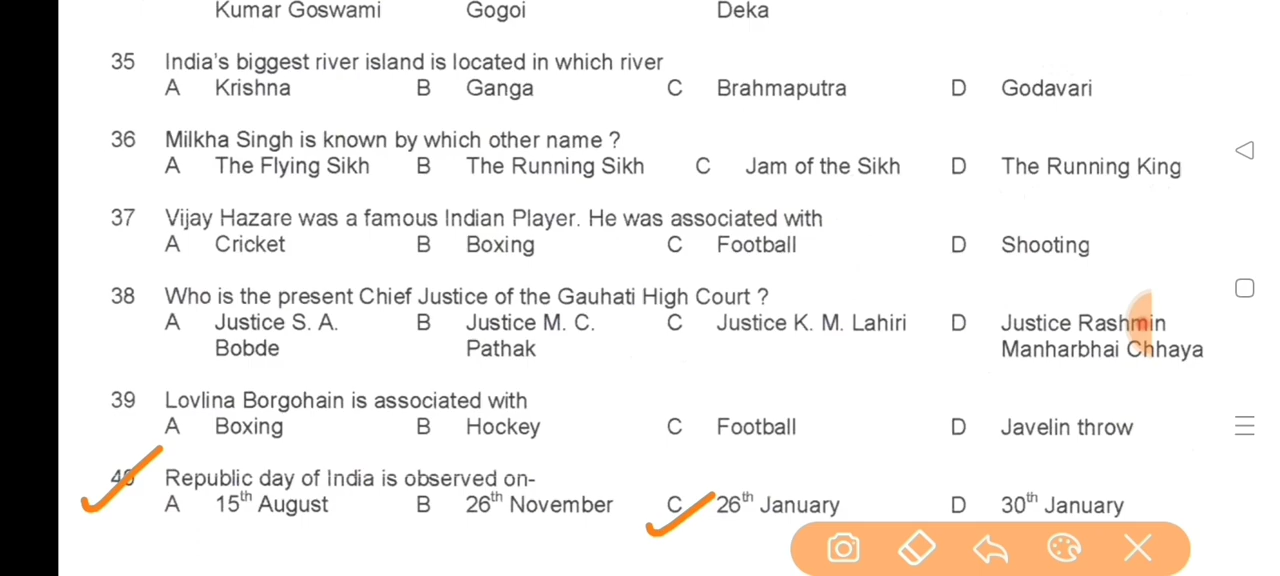 Kumar Goswami Gogoi Deka
35 India's biggest river island is located in which river
A Krishna B Ganga C Brahmaputra D Godavari
36 Milkha Singh is known by which other name ?
A The Flying Sikh B The Running Sikh C Jam of the Sikh D The Running King
37 Vijay Hazare was a famous Indian Player. He was associated with
A Cricket B Boxing C Football D Shooting
38 Who is the present Chief Justice of the Gauhati High Court ?
A Justice S. A. B Justice M. C. C Justice K. M. Lahiri D Justice Rashmin
Bobde Pathak Manharbhai Chhaya
39 Lovlina Borgohain is associated with
A Boxing B Hockey C Football D Javelin throw
40 Republic day of India is observed on-
A 15th August B 26th November C 26th January D 30th January